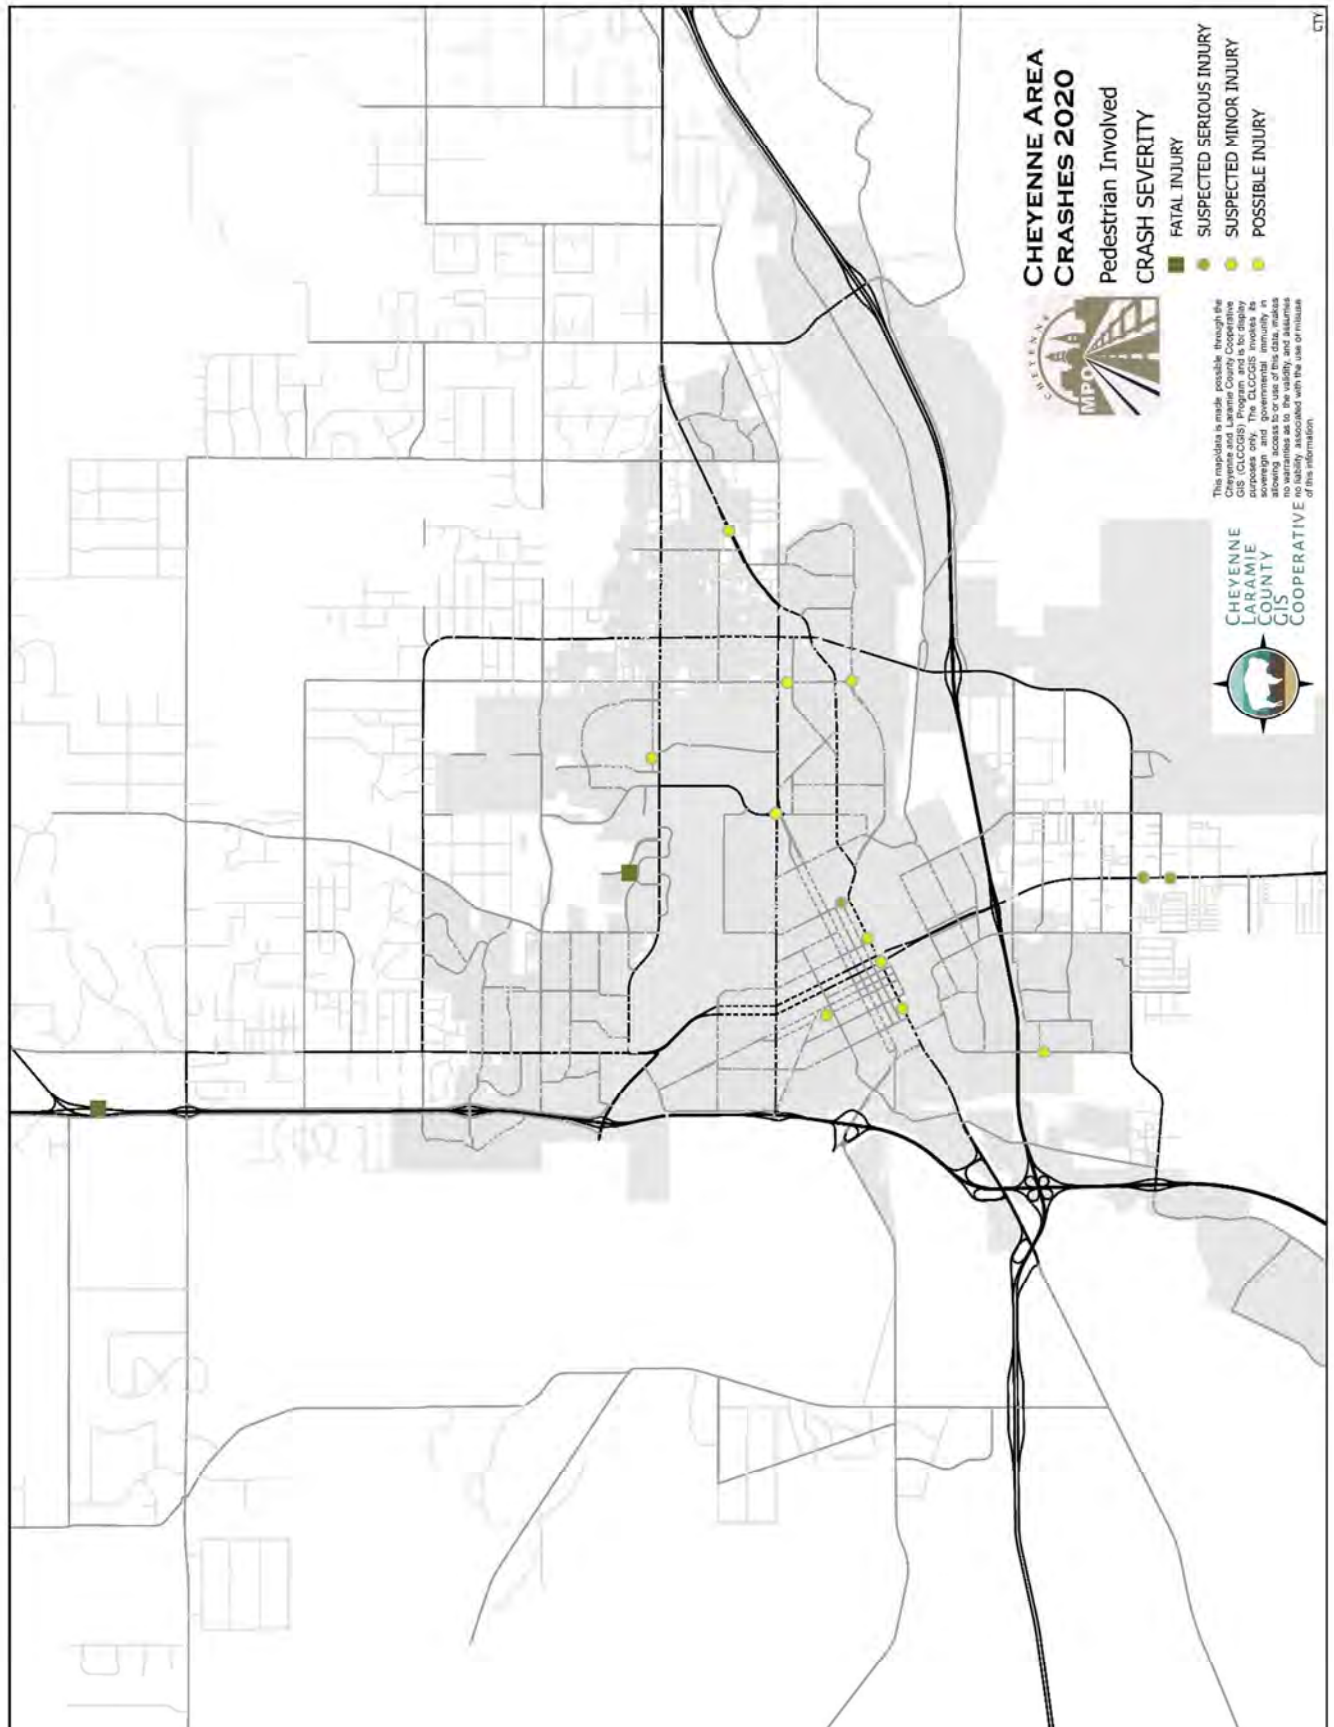 CHEYENNE AREA
CRASHES 2020
Pedestrian Involved
CRASH SEVERITY
FATAL INJURY
SUSPECTED SERIOUS INJURY
SUSPECTED MINOR INJURY
POSSIBLE INJURY
CHEYENNE
MPO
This map/data is made possible through the
Cheyenne and Laramie County Cooperative
GIS (CLCCGIS) Program and is for display
purposes only. The CLCCGIS invokes its
sovereign and governmental immunity in
allowing access to or use of this data, makes
no warranties as to the validity, and assumes
no liability associated with the use or misuse
of this information.
CHEYENNE
LARAMIE
COUNTY
GIS
COOPERATIVE
CTY